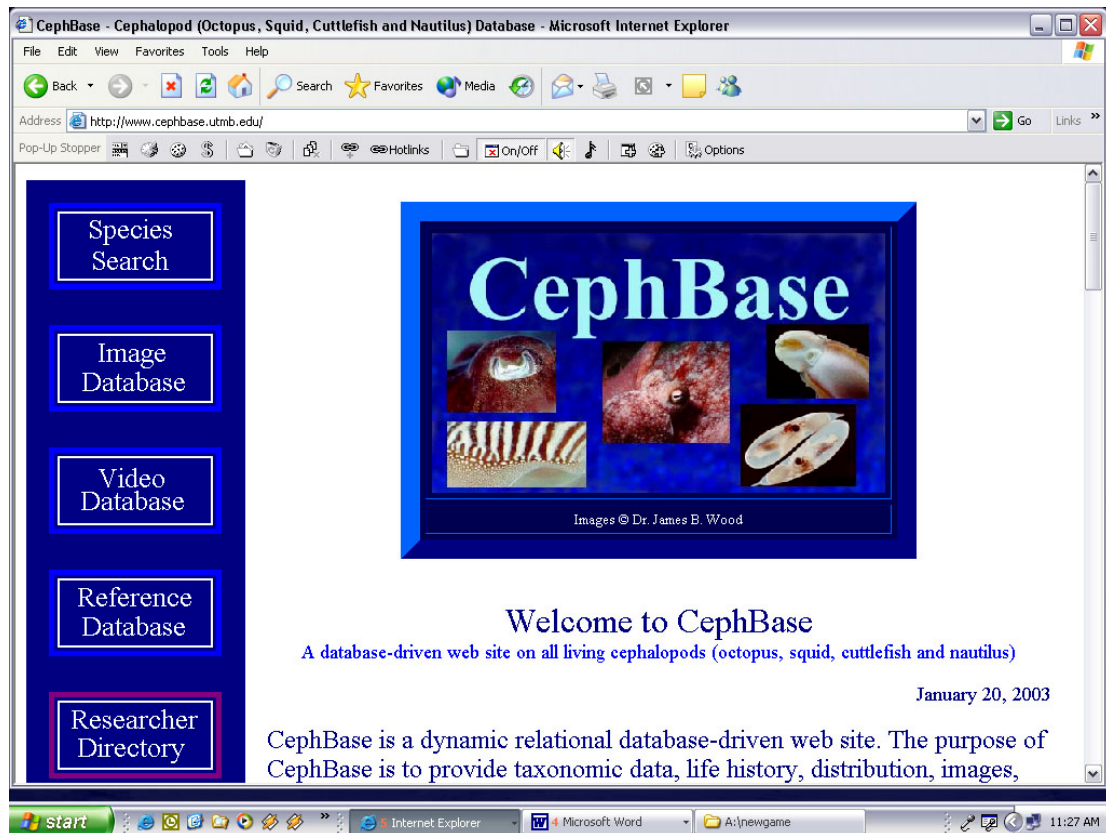 CephBase - Cephalopod (Octopus, Squid, Cuttlefish and Nautilus) Database - Microsoft Internet Explorer
File Edit View Favorites Tools Help
Back Search Favorites Media
Address http://www.cephbase.utmb.edu/ Go Links »
Pop-Up Stopper Hotlinks On/Off Options
Species
Search
Image
Database
Video
Database
Reference
Database
Researcher
Directory
CephBase
Images © Dr. James B. Wood
Welcome to CephBase
A database-driven web site on all living cephalopods (octopus, squid, cuttlefish and nautilus)
January 20, 2003
CephBase is a dynamic relational database-driven web site. The purpose of
CephBase is to provide taxonomic data, life history, distribution, images,
start » 5 Internet Explorer 4 Microsoft Word A:\newgame 11:27 AM